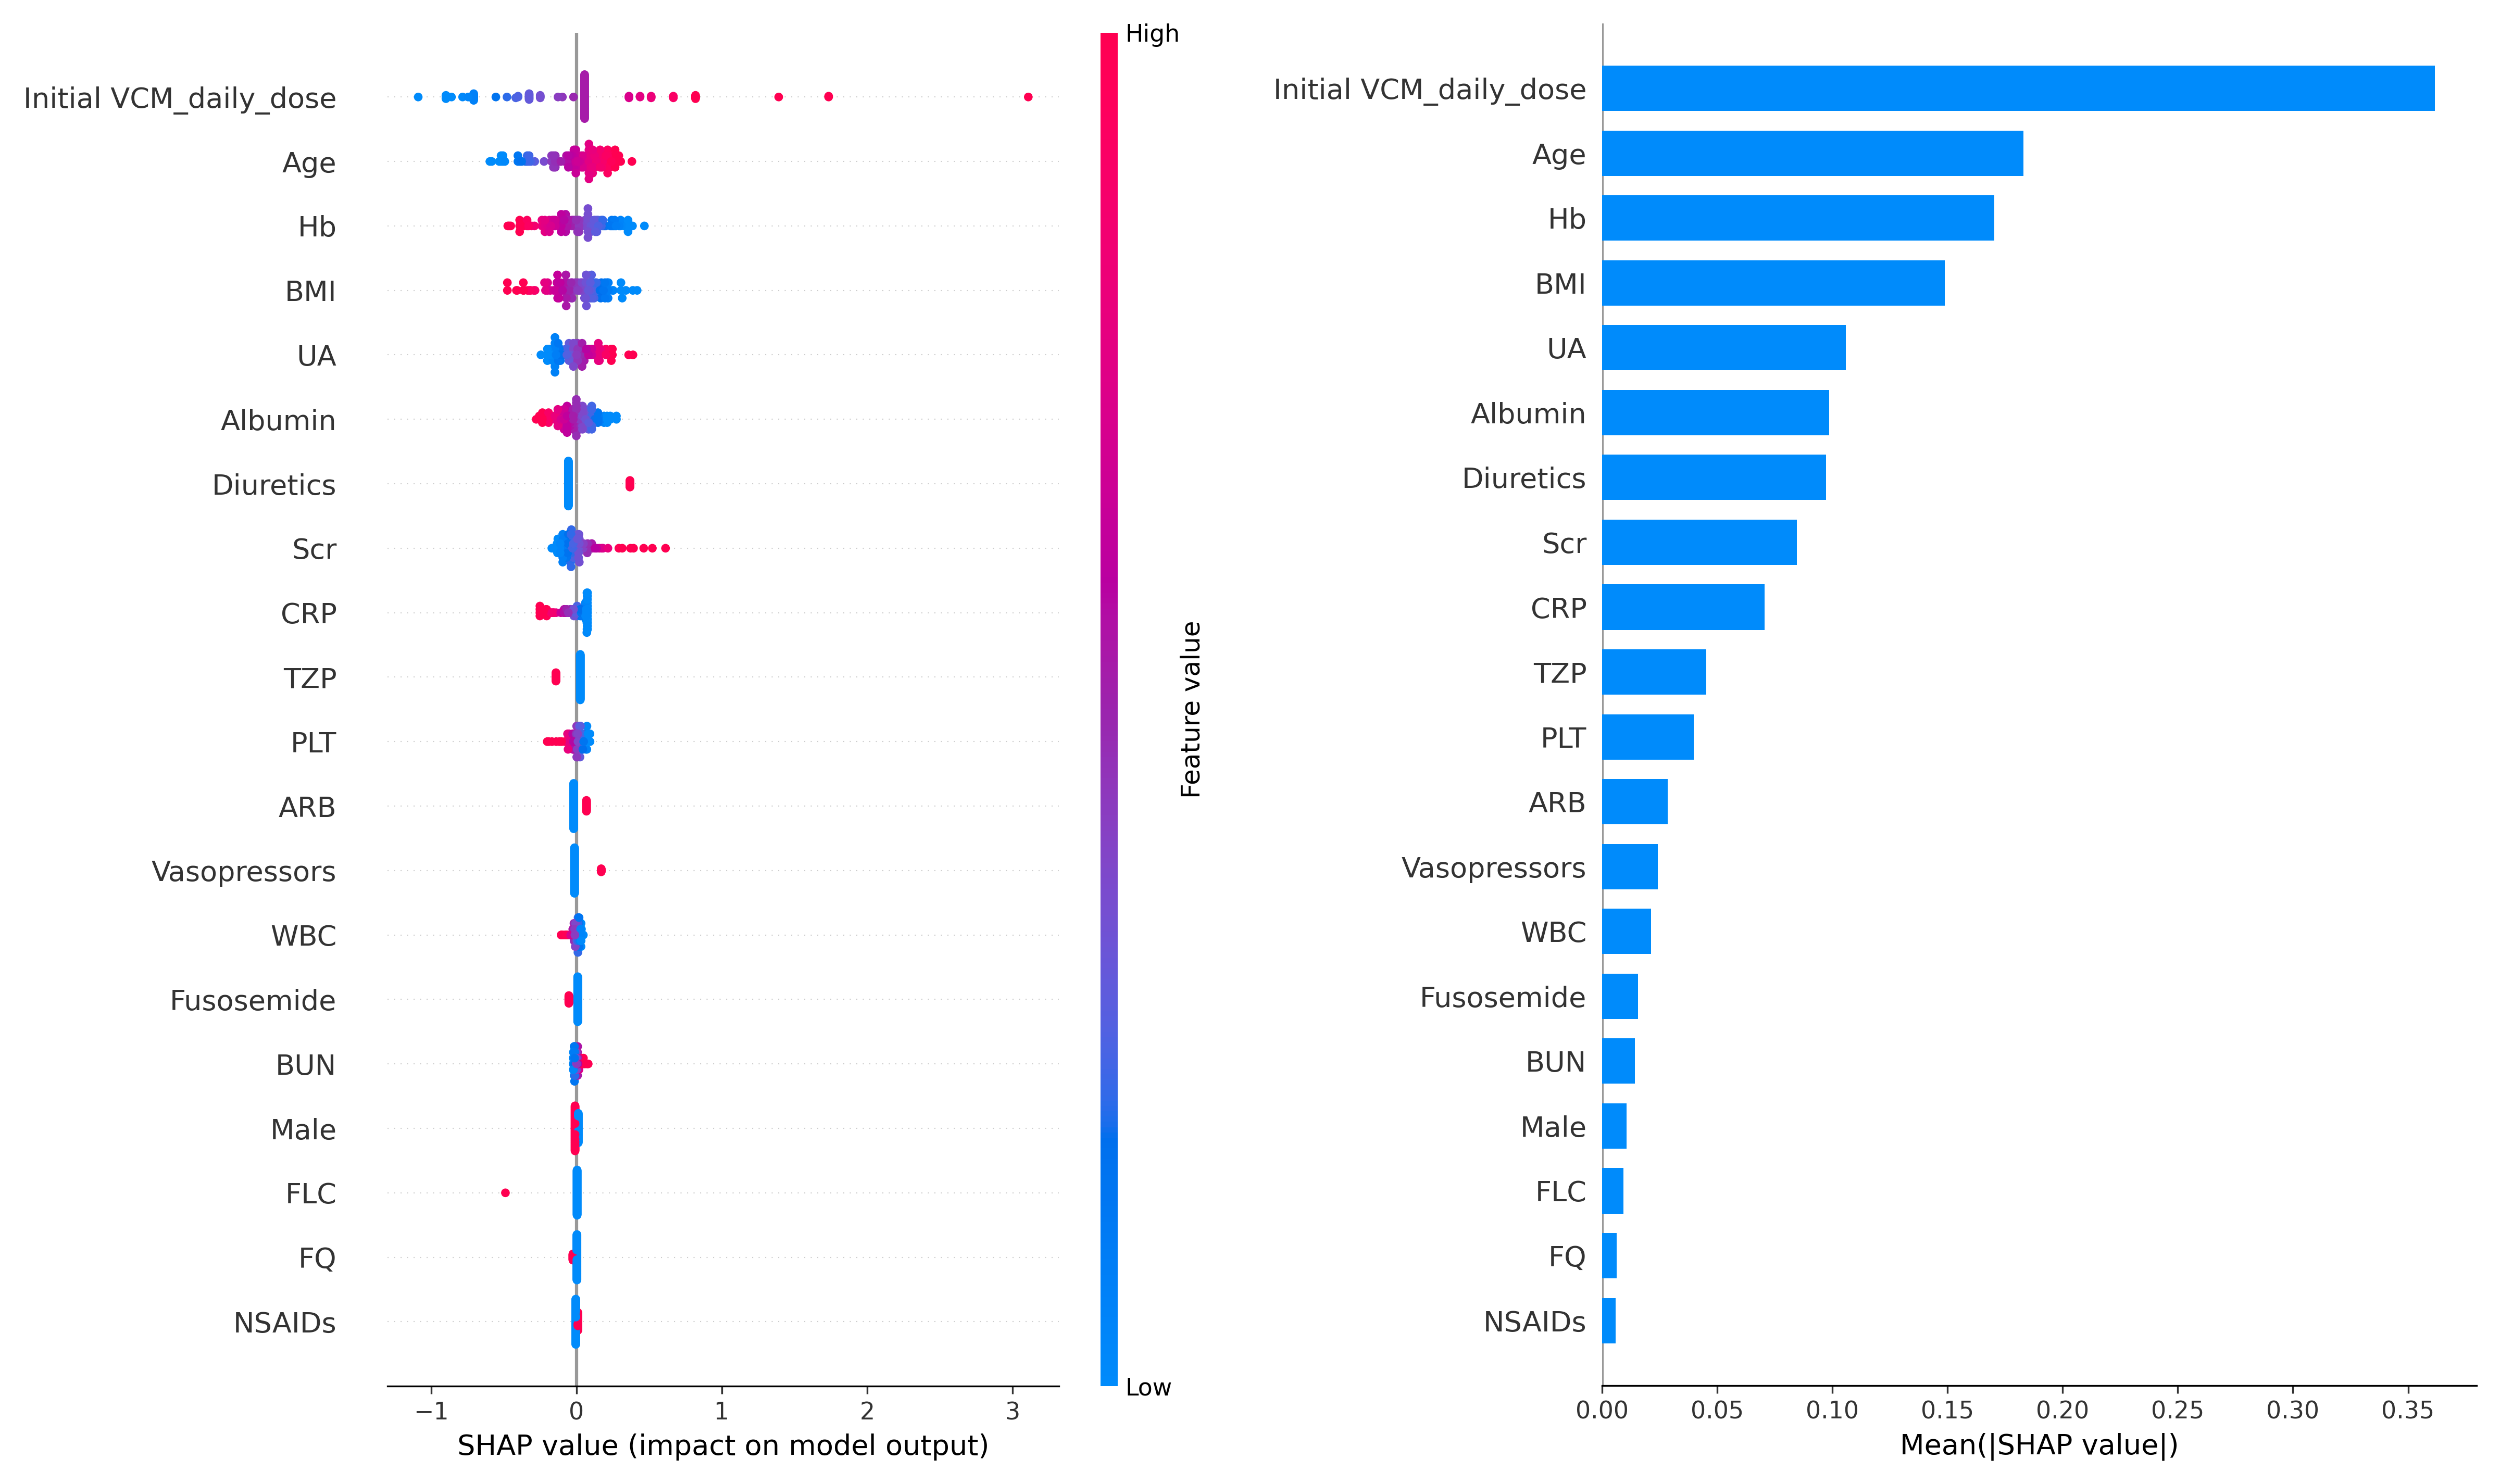 High
Initial VCM_daily_dose
Age
Hb
BMI
UA
Albumin
Diuretics
Scr
CRP
TZP
PLT
ARB
Vasopressors
WBC
Fusosemide
BUN
Male
FLC
FQ
NSAIDs
Feature value
Low
−1 0 1 2 3
SHAP value (impact on model output)
Initial VCM_daily_dose
Age
Hb
BMI
UA
Albumin
Diuretics
Scr
CRP
TZP
PLT
ARB
Vasopressors
WBC
Fusosemide
BUN
Male
FLC
FQ
NSAIDs
0.00 0.05 0.10 0.15 0.20 0.25 0.30 0.35
Mean(|SHAP value|)